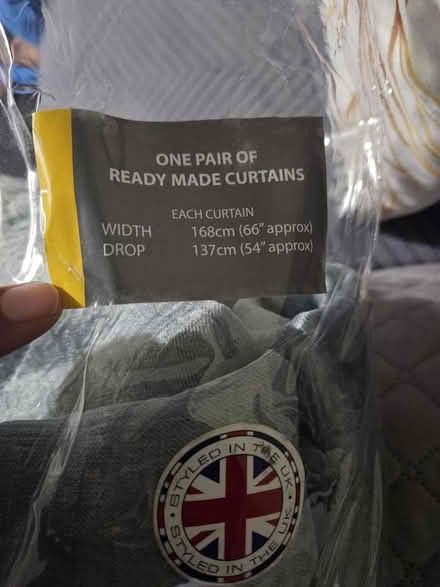 ONE PAIR OF
READY MADE CURTAINS
EACH CURTAIN
WIDTH 168cm (66" approx)
DROP 137cm (54" approx)
STYLED IN THE UK
STYLED IN THE UK